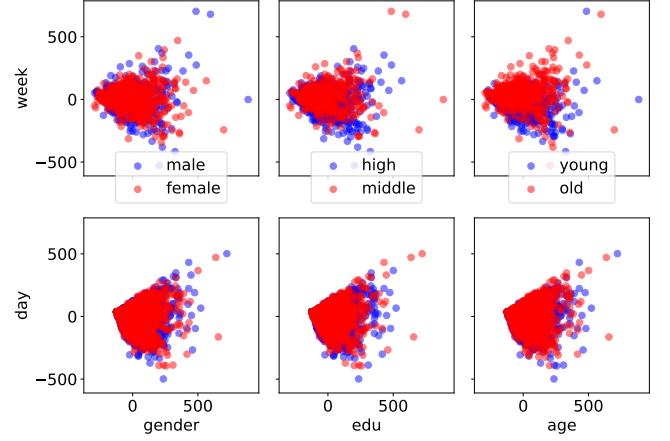 500
0
−500
week
male
female
high
middle
young
old
500
0
−500
day
0 500
0 500
0 500
gender
edu
age